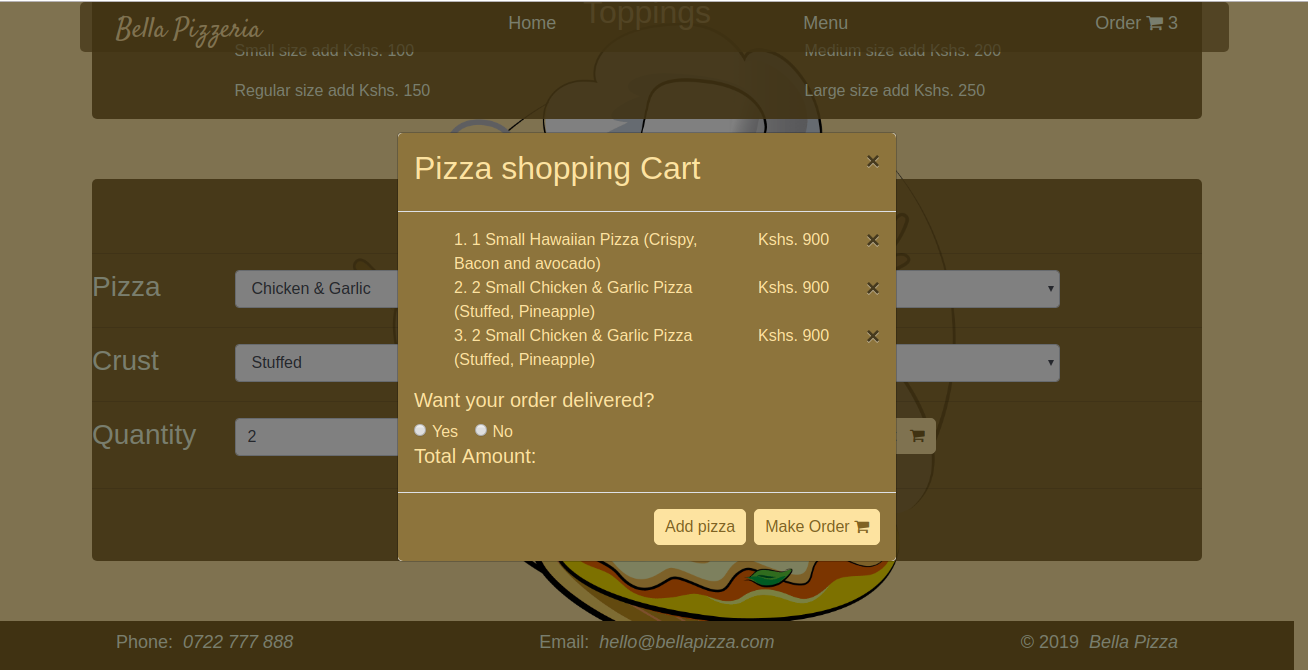 Toppings
Bella Pizzeria Home Menu Order 3
Small size add Kshs. 100 Medium size add Kshs. 200
Regular size add Kshs. 150 Large size add Kshs. 250
Pizza shopping Cart ×
1. 1 Small Hawaiian Pizza (Crispy, Kshs. 900 ×
Bacon and avocado)
2. 2 Small Chicken & Garlic Pizza Kshs. 900 ×
(Stuffed, Pineapple)
3. 2 Small Chicken & Garlic Pizza Kshs. 900 ×
(Stuffed, Pineapple)
Want your order delivered?
Yes No
Total Amount:
Add pizza Make Order
Pizza Chicken & Garlic
Crust Stuffed
Quantity 2
Phone: 0722 777 888 Email: hello@bellapizza.com © 2019 Bella Pizza